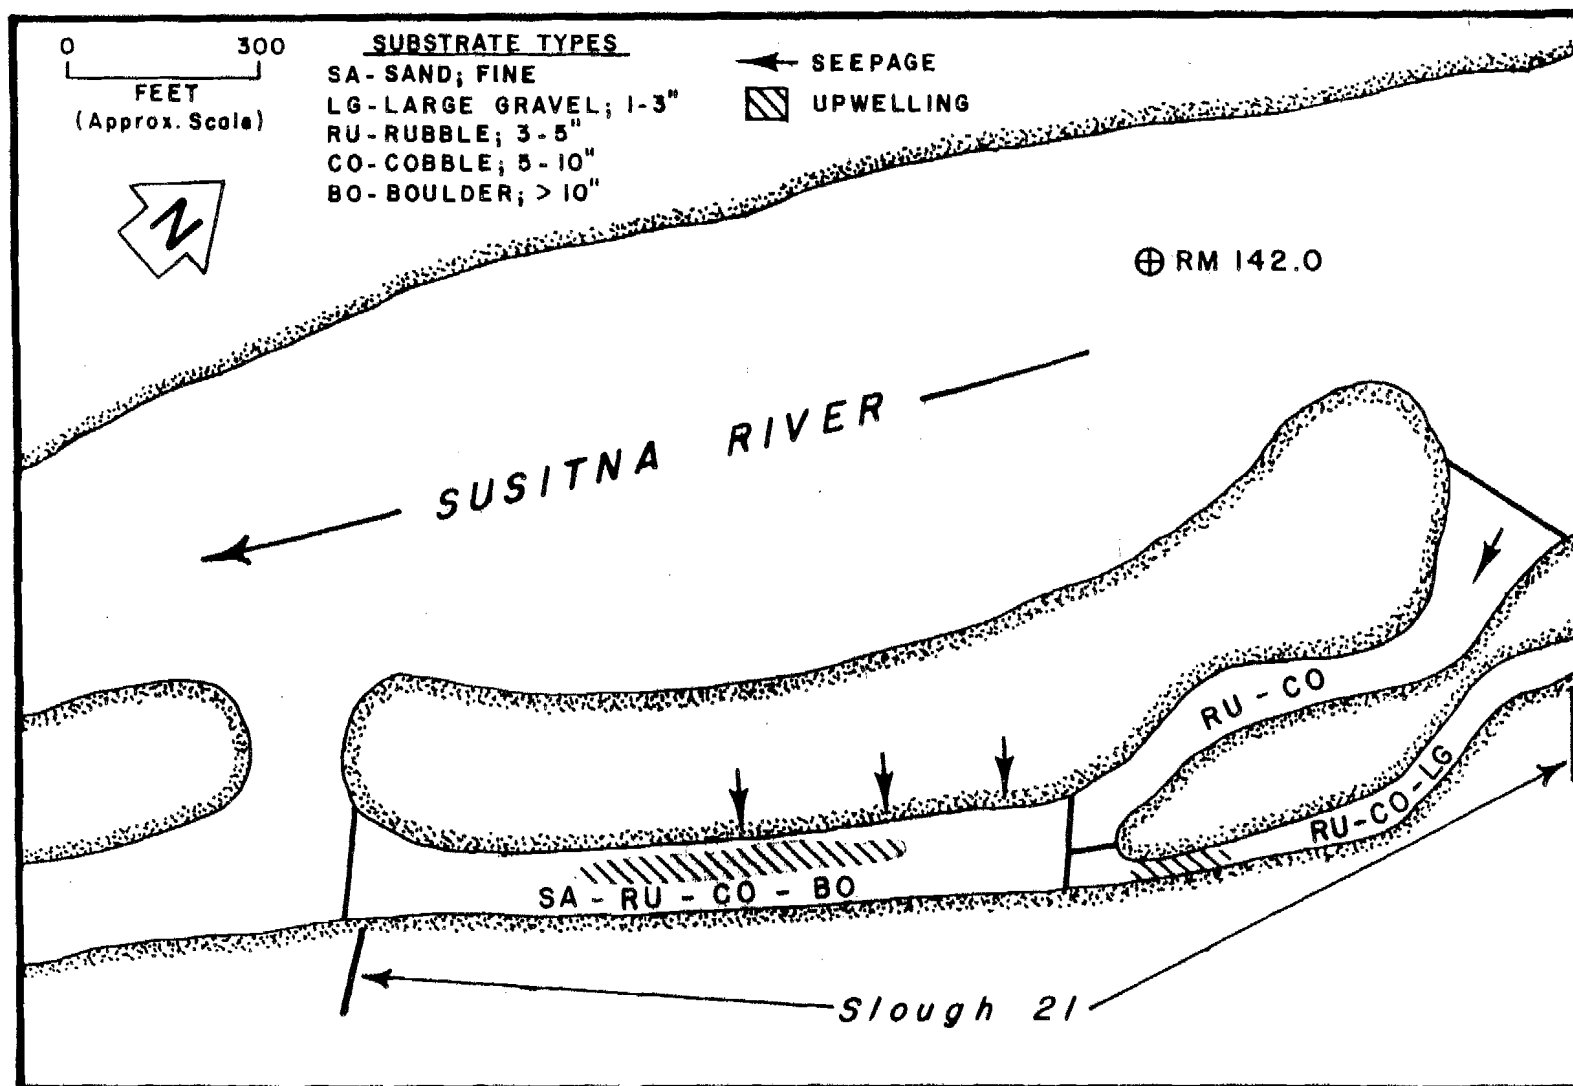 0 300
FEET
(Approx. Scale)
SUBSTRATE TYPES
SA-SAND; FINE
LG-LARGE GRAVEL; 1-3"
RU-RUBBLE; 3-5"
CO-COBBLE; 5-10"
BO-BOULDER; > 10"
SEEPAGE
UPWELLING
N
RM 142.0
SUSITNA RIVER
RU-CO
RU-CO-LG
SA-RU-CO-BO
Slough 21